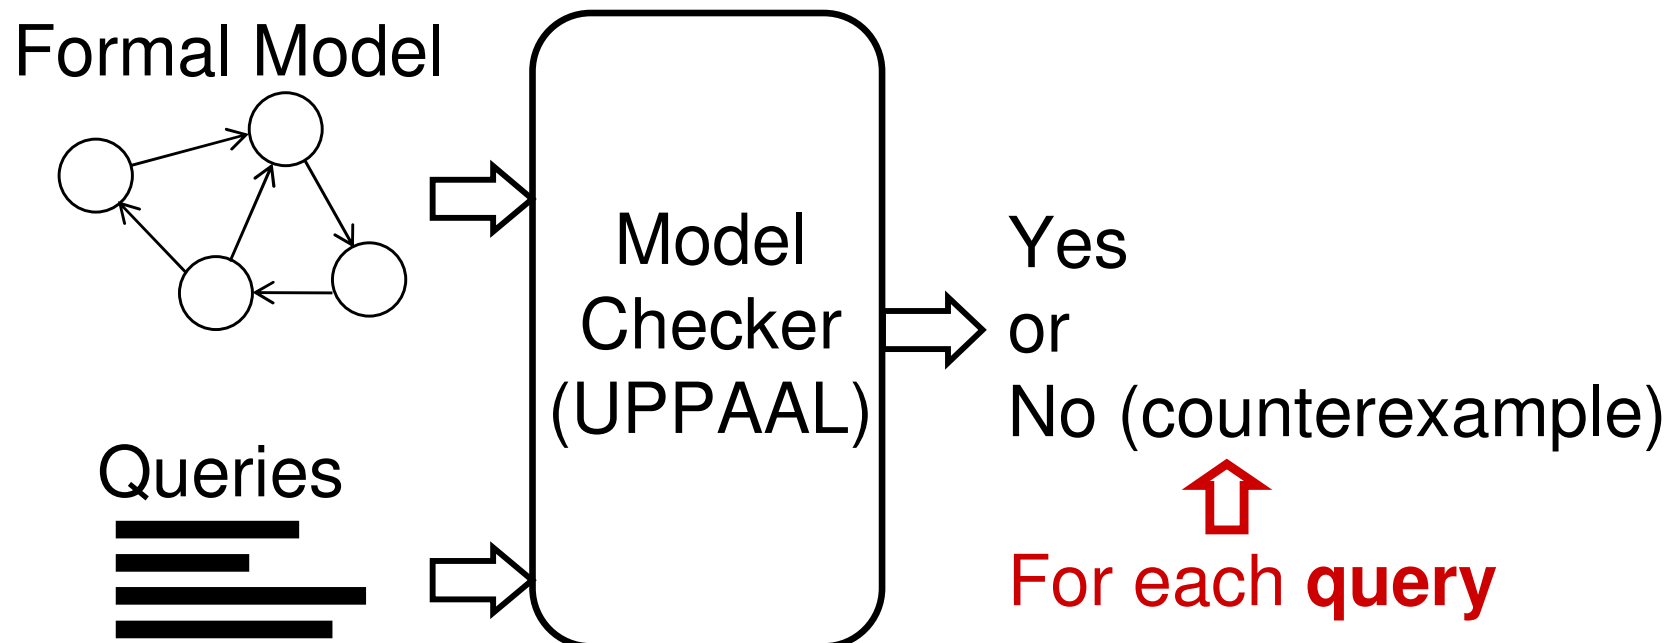 Formal Model
Queries
Model
Checker
(UPPAAL)
Yes
or
No (counterexample)
For each query